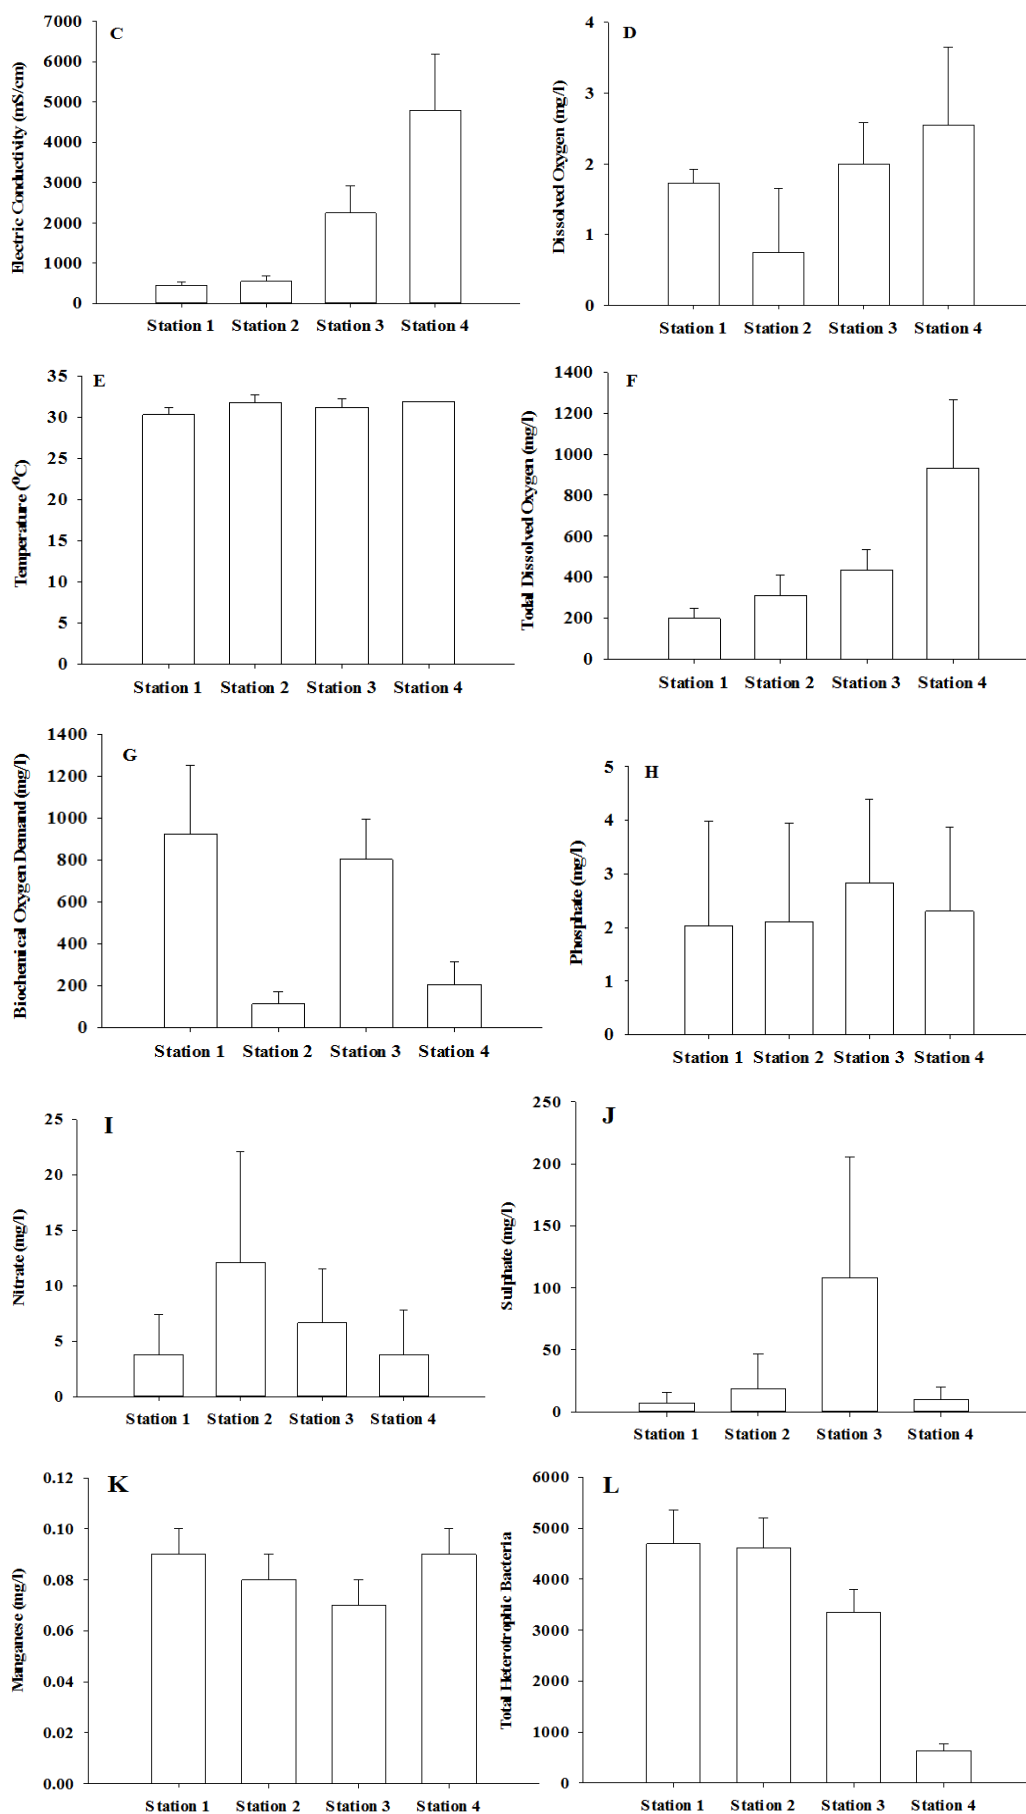 C
Electric Conductivity (mS/cm)
7000
6000
5000
4000
3000
2000
1000
0
Station 1 Station 2 Station 3 Station 4
D
Dissolved Oxygen (mg/l)
4
3
2
1
0
Station 1 Station 2 Station 3 Station 4
E
Temperature (⁰C)
35
30
25
20
15
10
5
0
Station 1 Station 2 Station 3 Station 4
F
Todal Dissolved Oxygen (mg/l)
1400
1200
1000
800
600
400
200
0
Station 1 Station 2 Station 3 Station 4
G
Biochemical Oxygen Demand (mg/l)
1400
1200
1000
800
600
400
200
0
Station 1 Station 2 Station 3 Station 4
H
Phosphate (mg/l)
5
4
3
2
1
0
Station 1 Station 2 Station 3 Station 4
I
Nitrate (mg/l)
25
20
15
10
5
0
Station 1 Station 2 Station 3 Station 4
J
Sulphate (mg/l)
250
200
150
100
50
0
Station 1 Station 2 Station 3 Station 4
K
Manganese (mg/l)
0.12
0.10
0.08
0.06
0.04
0.02
0.00
Station 1 Station 2 Station 3 Station 4
L
Total Heterotrophic Bacteria
6000
5000
4000
3000
2000
1000
0
Station 1 Station 2 Station 3 Station 4